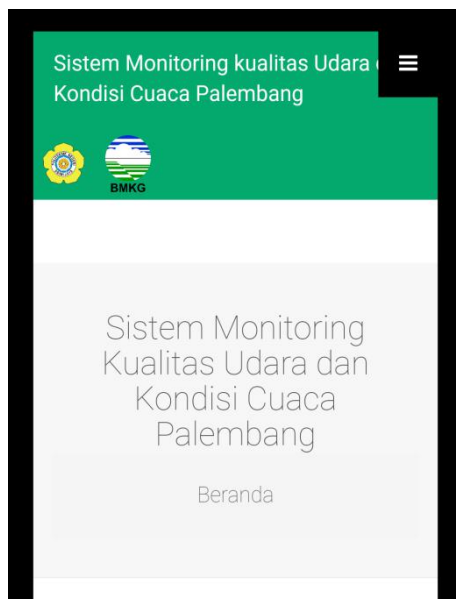 Sistem Monitoring kualitas Udara
Kondisi Cuaca Palembang
BMKG
Sistem Monitoring
Kualitas Udara dan
Kondisi Cuaca
Palembang
Beranda